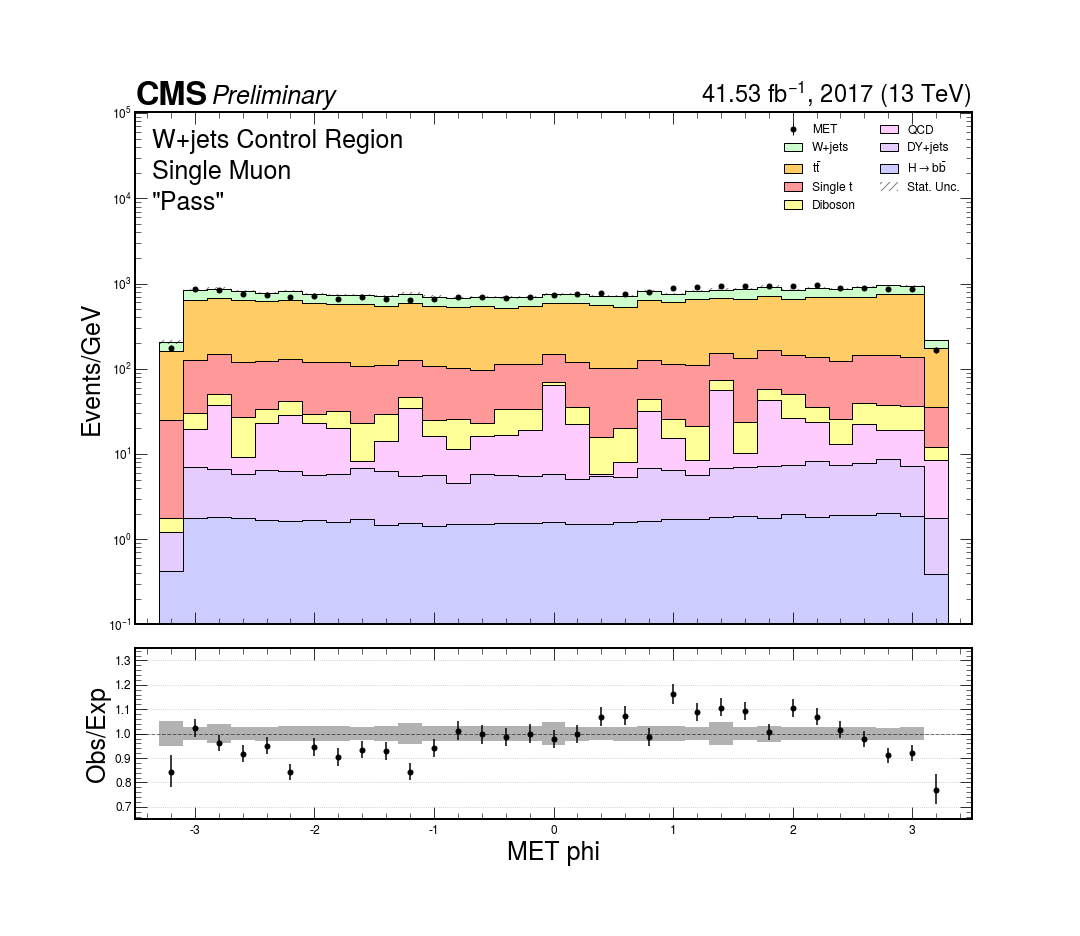 CMS Preliminary
41.53 fb⁻¹, 2017 (13 TeV)
W+jets Control Region
Single Muon
"Pass"
MET
W+jets
tt̄
Single t
Diboson
QCD
DY+jets
H→bb̄
Stat. Unc.
Events/GeV
10⁵
10⁴
10³
10²
10¹
10⁰
10⁻¹
Obs/Exp
1.3
1.2
1.1
1.0
0.9
0.8
0.7
-3 -2 -1 0 1 2 3
MET phi